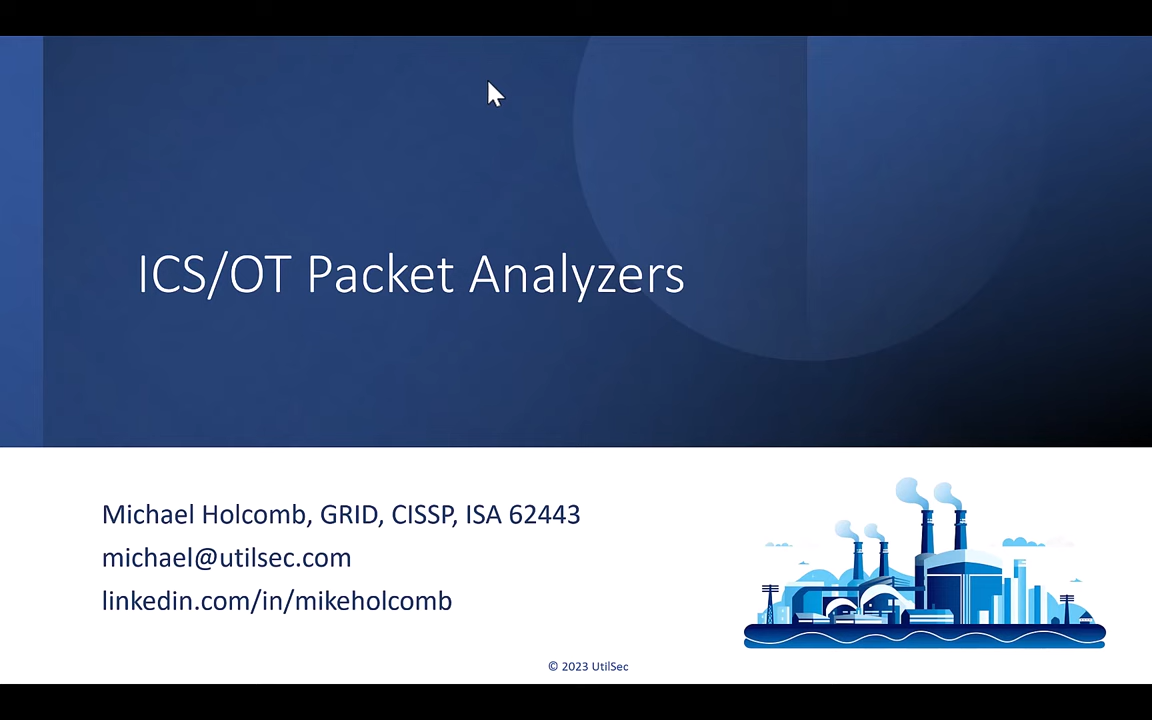 ICS/OT Packet Analyzers
Michael Holcomb, GRID, CISSP, ISA 62443
michael@utilsec.com
linkedin.com/in/mikeholcomb
© 2023 UtilSec